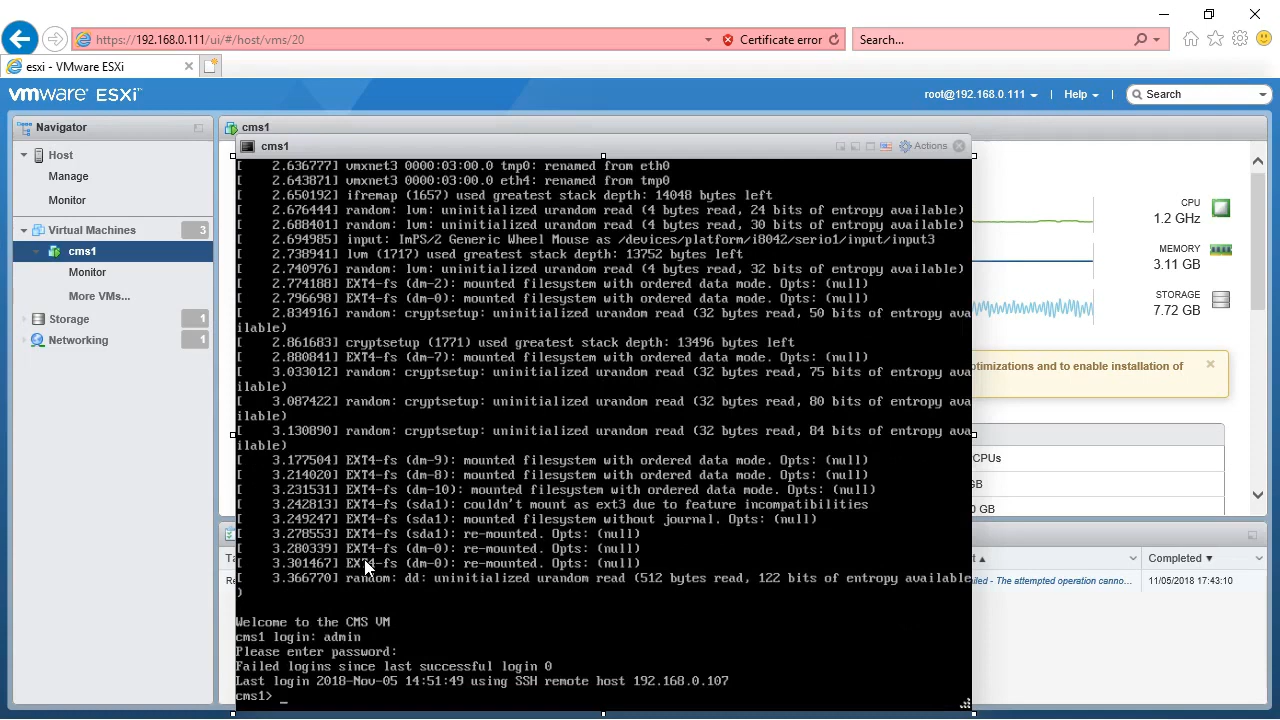 https://192.168.0.111/ui/#/host/vms/20
Certificate error
Search...
esxi - VMware ESXi
vmware ESXi
root@192.168.0.111
Help
Search
Navigator
Host
Manage
Monitor
Virtual Machines
3
cms1
Monitor
More VMs...
Storage
1
Networking
1
cms1
cms1
Actions
[    2.636777] vmxnet3 0000:03:00.0 tmp0: renamed from eth0
[    2.643871] vmxnet3 0000:03:00.0 eth4: renamed from tmp0
[    2.650192] ifremap (1657) used greatest stack depth: 14048 bytes left
[    2.676444] random: lvm: uninitialized urandom read (4 bytes read, 24 bits of entropy available)
[    2.688401] random: lvm: uninitialized urandom read (4 bytes read, 30 bits of entropy available)
[    2.694985] input: ImPS/2 Generic Wheel Mouse as /devices/platform/i8042/serio1/input/input3
[    2.738941] lvm (1717) used greatest stack depth: 13752 bytes left
[    2.740976] random: lvm: uninitialized urandom read (4 bytes read, 32 bits of entropy available)
[    2.774188] EXT4-fs (dm-2): mounted filesystem with ordered data mode. Opts: (null)
[    2.796698] EXT4-fs (dm-0): mounted filesystem with ordered data mode. Opts: (null)
[    2.834916] random: cryptsetup: uninitialized urandom read (32 bytes read, 50 bits of entropy ava
ilable)
[    2.861683] cryptsetup (1771) used greatest stack depth: 13496 bytes left
[    2.880841] EXT4-fs (dm-7): mounted filesystem with ordered data mode. Opts: (null)
[    3.033012] random: cryptsetup: uninitialized urandom read (32 bytes read, 75 bits of entropy ava
ilable)
[    3.087422] random: cryptsetup: uninitialized urandom read (32 bytes read, 80 bits of entropy ava
ilable)
[    3.130890] random: cryptsetup: uninitialized urandom read (32 bytes read, 84 bits of entropy ava
ilable)
[    3.177504] EXT4-fs (dm-9): mounted filesystem with ordered data mode. Opts: (null)
[    3.214020] EXT4-fs (dm-8): mounted filesystem with ordered data mode. Opts: (null)
[    3.231531] EXT4-fs (dm-10): mounted filesystem with ordered data mode. Opts: (null)
[    3.242813] EXT4-fs (sda1): couldn't mount as ext3 due to feature incompatibilities
[    3.249247] EXT4-fs (sda1): mounted filesystem without journal. Opts: (null)
[    3.278553] EXT4-fs (sda1): re-mounted. Opts: (null)
[    3.280339] EXT4-fs (dm-0): re-mounted. Opts: (null)
[    3.301467] EXT4-fs (dm-0): re-mounted. Opts: (null)
[    3.366770] random: dd: uninitialized urandom read (512 bytes read, 122 bits of entropy available
)
Welcome to the CMS VM
cms1 login: admin
Please enter password:
Failed logins since last successful login 0
Last login 2018-Nov-05 14:51:49 using SSH remote host 192.168.0.107
cms1> _
CPU
1.2 GHz
MEMORY
3.11 GB
STORAGE
7.72 GB
optimizations and to enable installation of
CPUs
GB
0 GB
Completed
led - The attempted operation canno...
11/05/2018 17:43:10